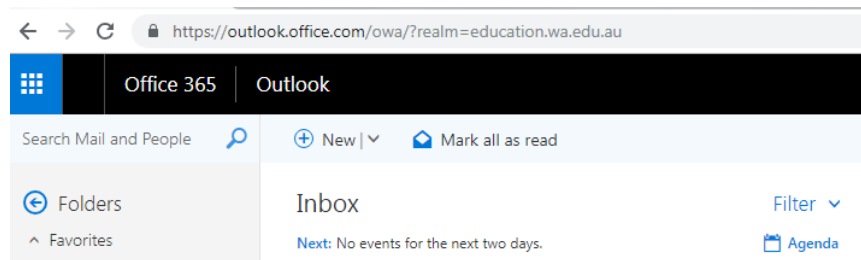 https://outlook.office.com/owa/?realm=education.wa.edu.au
Office 365 Outlook
Search Mail and People New Mark all as read
Folders Inbox Filter
Favorites Next: No events for the next two days. Agenda